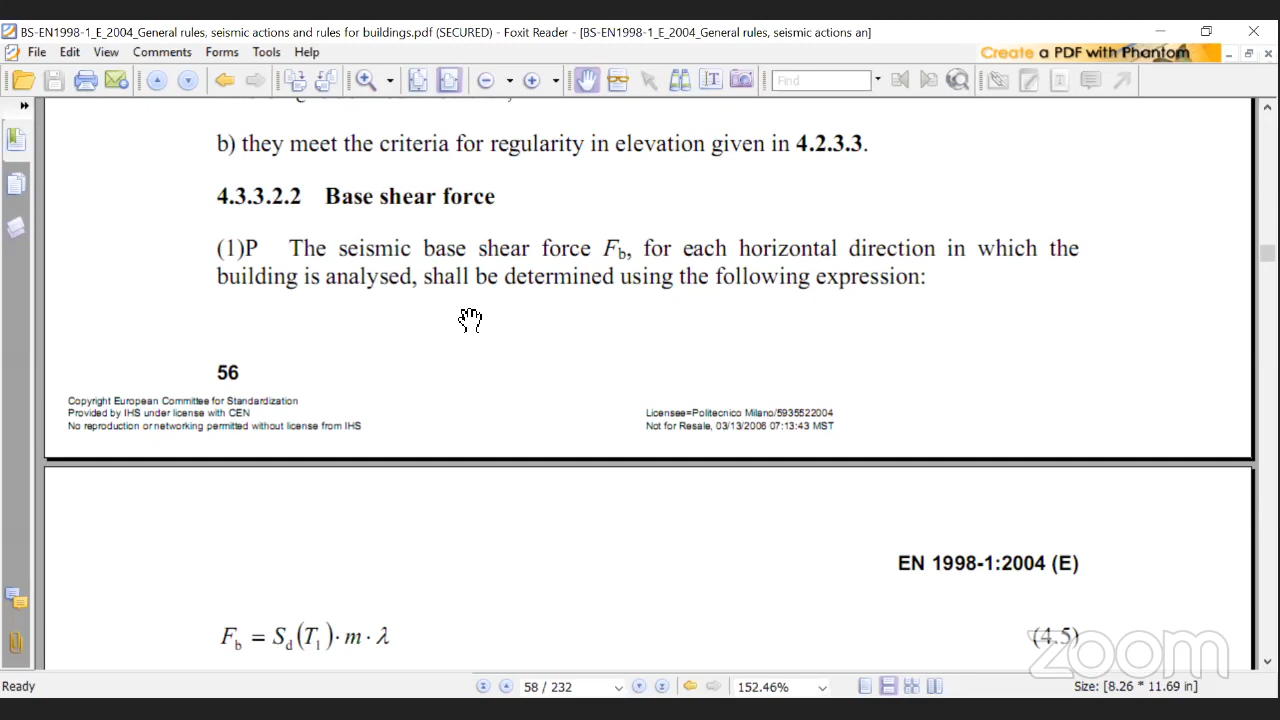 BS-EN1998-1_E_2004_General rules, seismic actions and rules for buildings.pdf (SECURED) - Foxit Reader - [BS-EN1998-1_E_2004_General rules, seismic actions an]
File Edit View Comments Forms Tools Help
Create a PDF with Phantom
Find
b) they meet the criteria for regularity in elevation given in 4.2.3.3.
4.3.3.2.2 Base shear force
(1)P The seismic base shear force Fb, for each horizontal direction in which the
building is analysed, shall be determined using the following expression:
56
Copyright European Committee for Standardization
Provided by IHS under license with CEN
No reproduction or networking permitted without license from IHS
Licensee=Politecnico Milano/5935522004
Not for Resale, 03/13/2006 07:13:43 MST
EN 1998-1:2004 (E)
Fb = Sd(T1)· m · λ (4.5)
zoom
Ready 58 / 232 152.46% Size: [8.26 * 11.69 in]